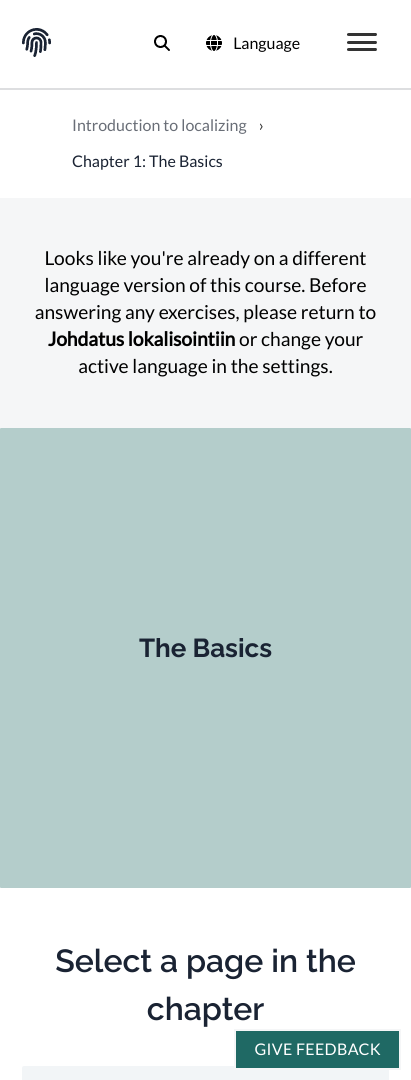 Language
Introduction to localizing ›
Chapter 1: The Basics
Looks like you're already on a different
language version of this course. Before
answering any exercises, please return to
Johdatus lokalisointiin or change your
active language in the settings.
The Basics
Select a page in the
chapter
GIVE FEEDBACK